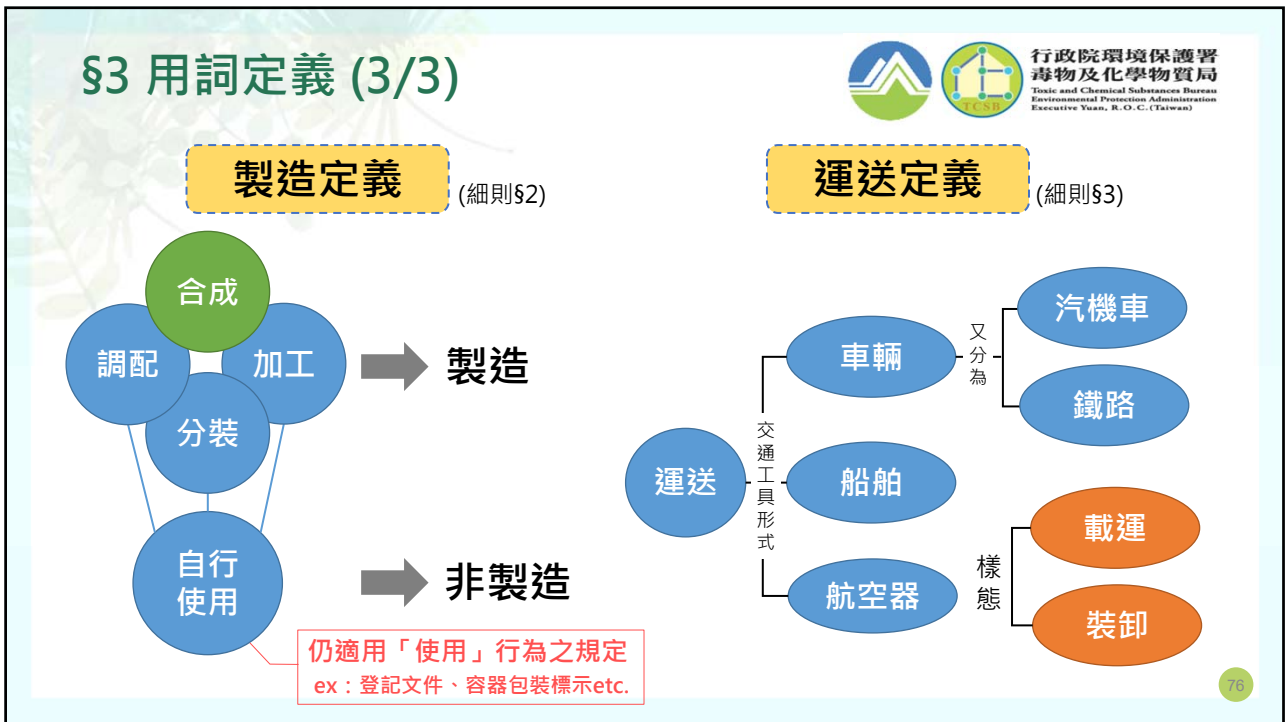 §3 用詞定義 (3/3)
行政院環境保護署
毒物及化學物質局
Toxic and Chemical Substances Bureau
Environmental Protection Administration
Executive Yuan, R.O.C. (Taiwan)
TCSB
製造定義
(細則§2)
合成
調配
加工
分裝
製造
自行
使用
非製造
仍適用「使用」行為之規定
ex：登記文件、容器包裝標示etc.
運送定義
(細則§3)
運送
交通工具形式
車輛
又分為
汽機車
鐵路
船舶
航空器
樣態
載運
裝卸
76